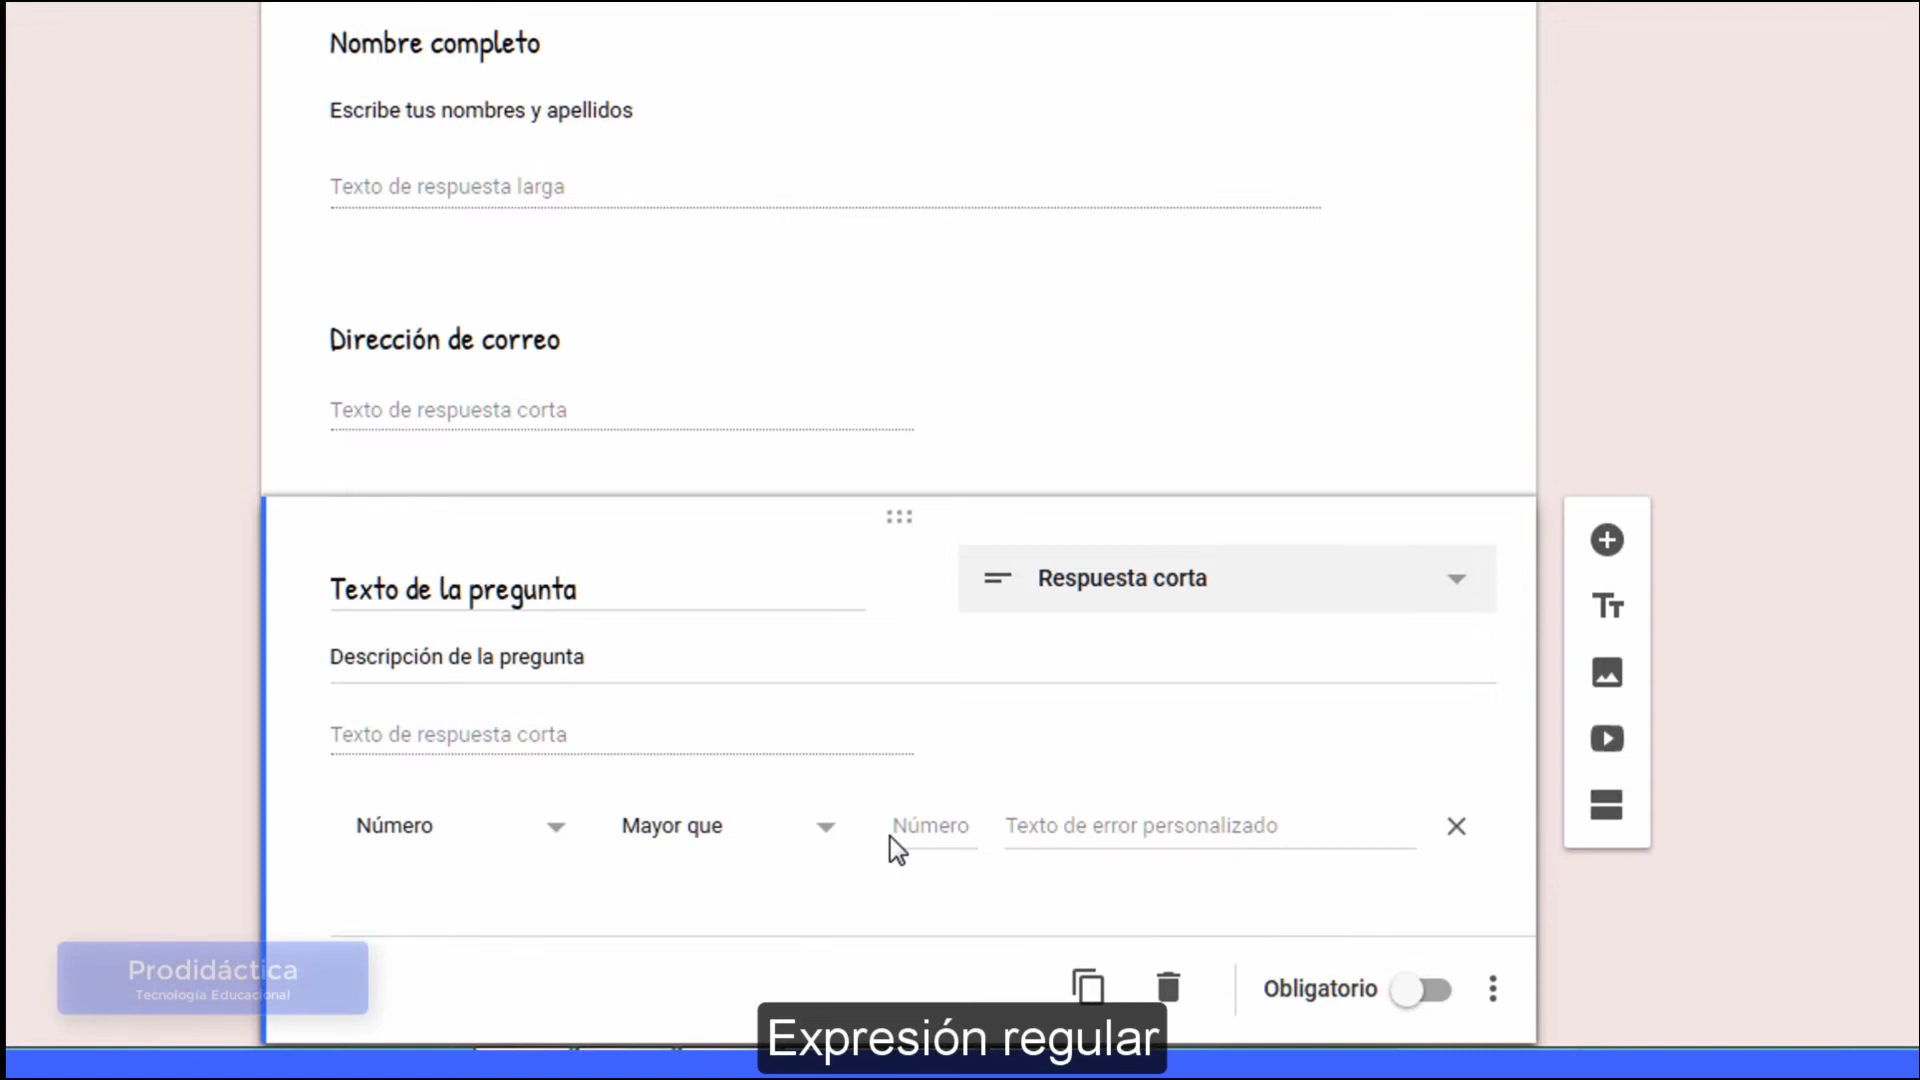 Nombre completo
Escribe tus nombres y apellidos
Texto de respuesta larga
Dirección de correo
Texto de respuesta corta
Texto de la pregunta
Respuesta corta
Descripción de la pregunta
Texto de respuesta corta
Número Mayor que Número Texto de error personalizado
Prodidáctica
Tecnología Educacional
Obligatorio
Expresión regular